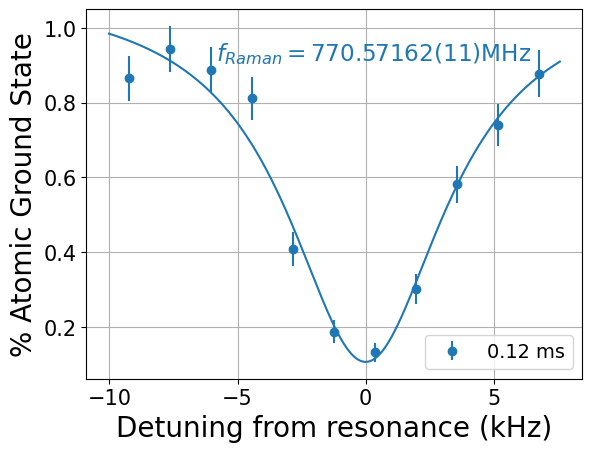 1.0
0.8
0.6
0.4
0.2
% Atomic Ground State
f_Raman = 770.57162(11)MHz
0.12 ms
−10
−5
0
5
Detuning from resonance (kHz)